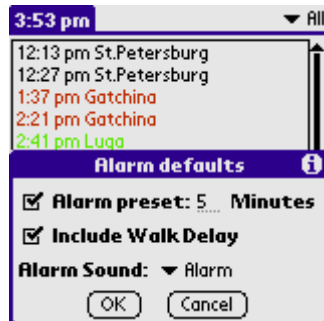 3:53 pm All
12:13 pm St.Petersburg
12:27 pm St.Petersburg
1:37 pm Gatchina
2:21 pm Gatchina
2:41 pm Luga
Alarm defaults i
Alarm preset: 5 Minutes
Include Walk Delay
Alarm Sound: Alarm
OK Cancel